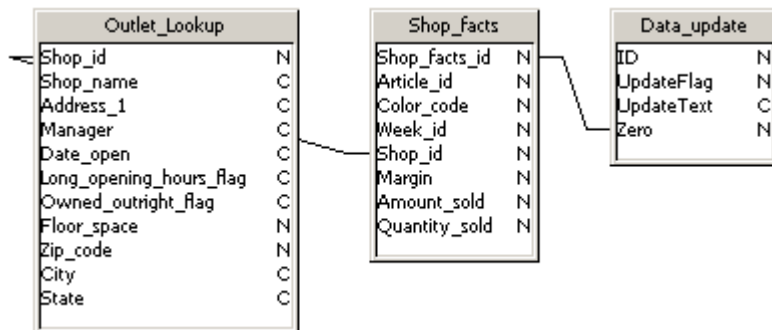 Outlet_Lookup
Shop_id N
Shop_name C
Address_1 C
Manager C
Date_open C
Long_opening_hours_flag C
Owned_outright_flag C
Floor_space N
Zip_code N
City C
State C
Shop_facts
Shop_facts_id N
Article_id N
Color_code N
Week_id N
Shop_id N
Margin N
Amount_sold N
Quantity_sold N
Data_update
ID N
UpdateFlag N
UpdateText C
Zero N